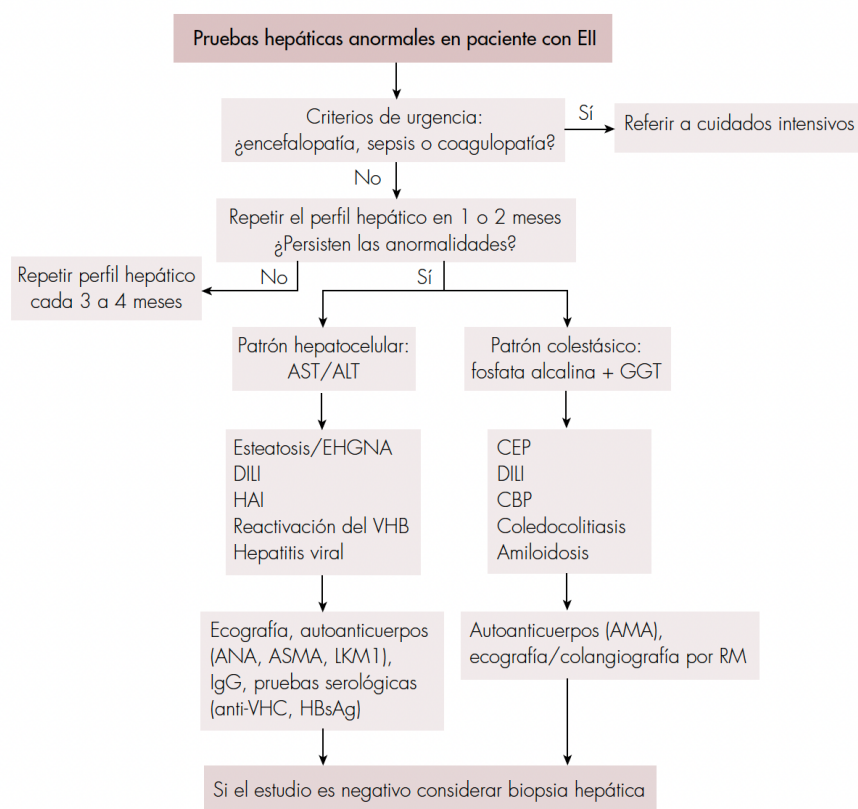 Pruebas hepáticas anormales en paciente con EII
Criterios de urgencia:
¿encefalopatía, sepsis o coagulopatía?
Sí
Referir a cuidados intensivos
No
Repetir el perfil hepático en 1 o 2 meses
¿Persisten las anormalidades?
No
Sí
Repetir perfil hepático
cada 3 a 4 meses
Patrón hepatocelular:
AST/ALT
Patrón colestásico:
fosfata alcalina + GGT
Esteatosis/EHGNA
DILI
HAI
Reactivación del VHB
Hepatitis viral
CEP
DILI
CBP
Coledocolitiasis
Amiloidosis
Ecografía, autoanticuerpos
(ANA, ASMA, LKM1),
IgG, pruebas serológicas
(anti-VHC, HBsAg)
Autoanticuerpos (AMA),
ecografía/colangiografía por RM
Si el estudio es negativo considerar biopsia hepática